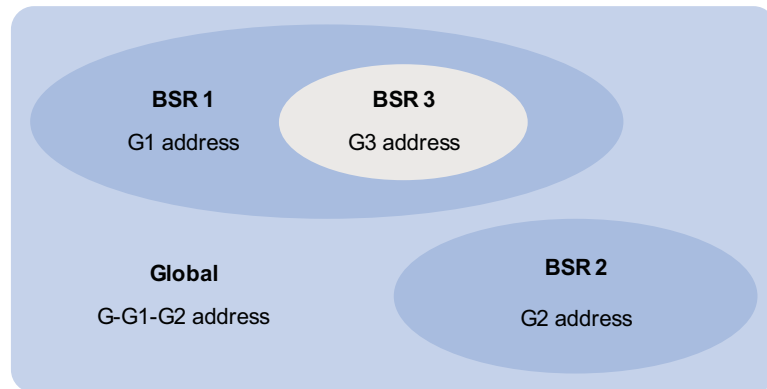 BSR 1
G1 address
BSR 3
G3 address
Global
G-G1-G2 address
BSR 2
G2 address